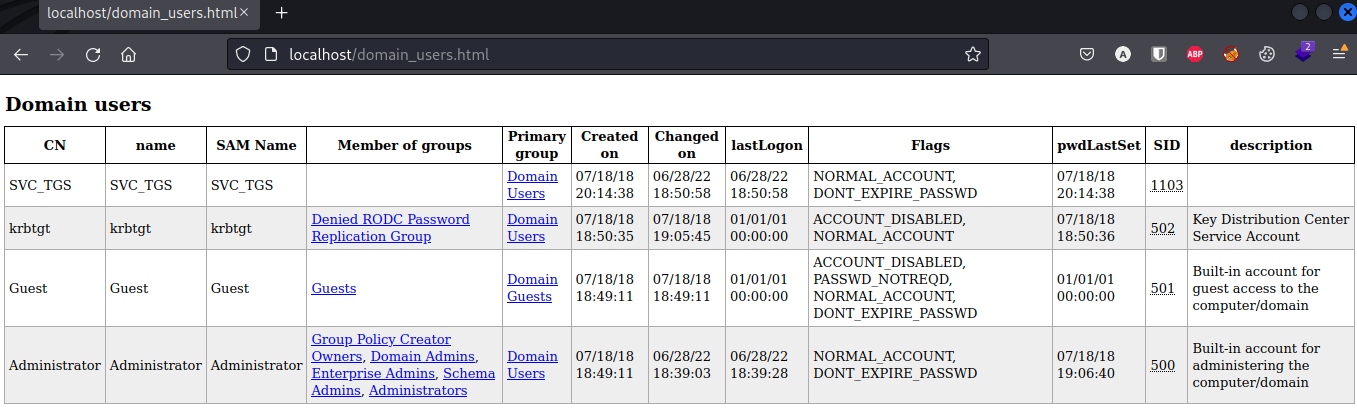 localhost/domain_users.html
localhost/domain_users.html
ABP
A
2
Domain users
CN name SAM Name Member of groups Primary group Created on Changed on lastLogon Flags pwdLastSet SID description
SVC_TGS SVC_TGS SVC_TGS Domain Users 07/18/18 20:14:38 06/28/22 18:50:58 06/28/22 18:50:58 NORMAL_ACCOUNT, DONT_EXPIRE_PASSWD 07/18/18 20:14:38 1103
krbtgt krbtgt krbtgt Denied RODC Password Replication Group Domain Users 07/18/18 18:50:35 07/18/18 19:05:45 01/01/01 00:00:00 ACCOUNT_DISABLED, NORMAL_ACCOUNT 07/18/18 18:50:36 502 Key Distribution Center Service Account
Guest Guest Guest Guests Domain Guests 07/18/18 18:49:11 07/18/18 18:49:11 01/01/01 00:00:00 ACCOUNT_DISABLED, PASSWD_NOTREQD, NORMAL_ACCOUNT, DONT_EXPIRE_PASSWD 01/01/01 00:00:00 501 Built-in account for guest access to the computer/domain
Administrator Administrator Administrator Group Policy Creator Owners, Domain Admins, Enterprise Admins, Schema Admins, Administrators Domain Users 07/18/18 18:49:11 06/28/22 18:39:03 06/28/22 18:39:28 NORMAL_ACCOUNT, DONT_EXPIRE_PASSWD 07/18/18 19:06:40 500 Built-in account for administering the computer/domain